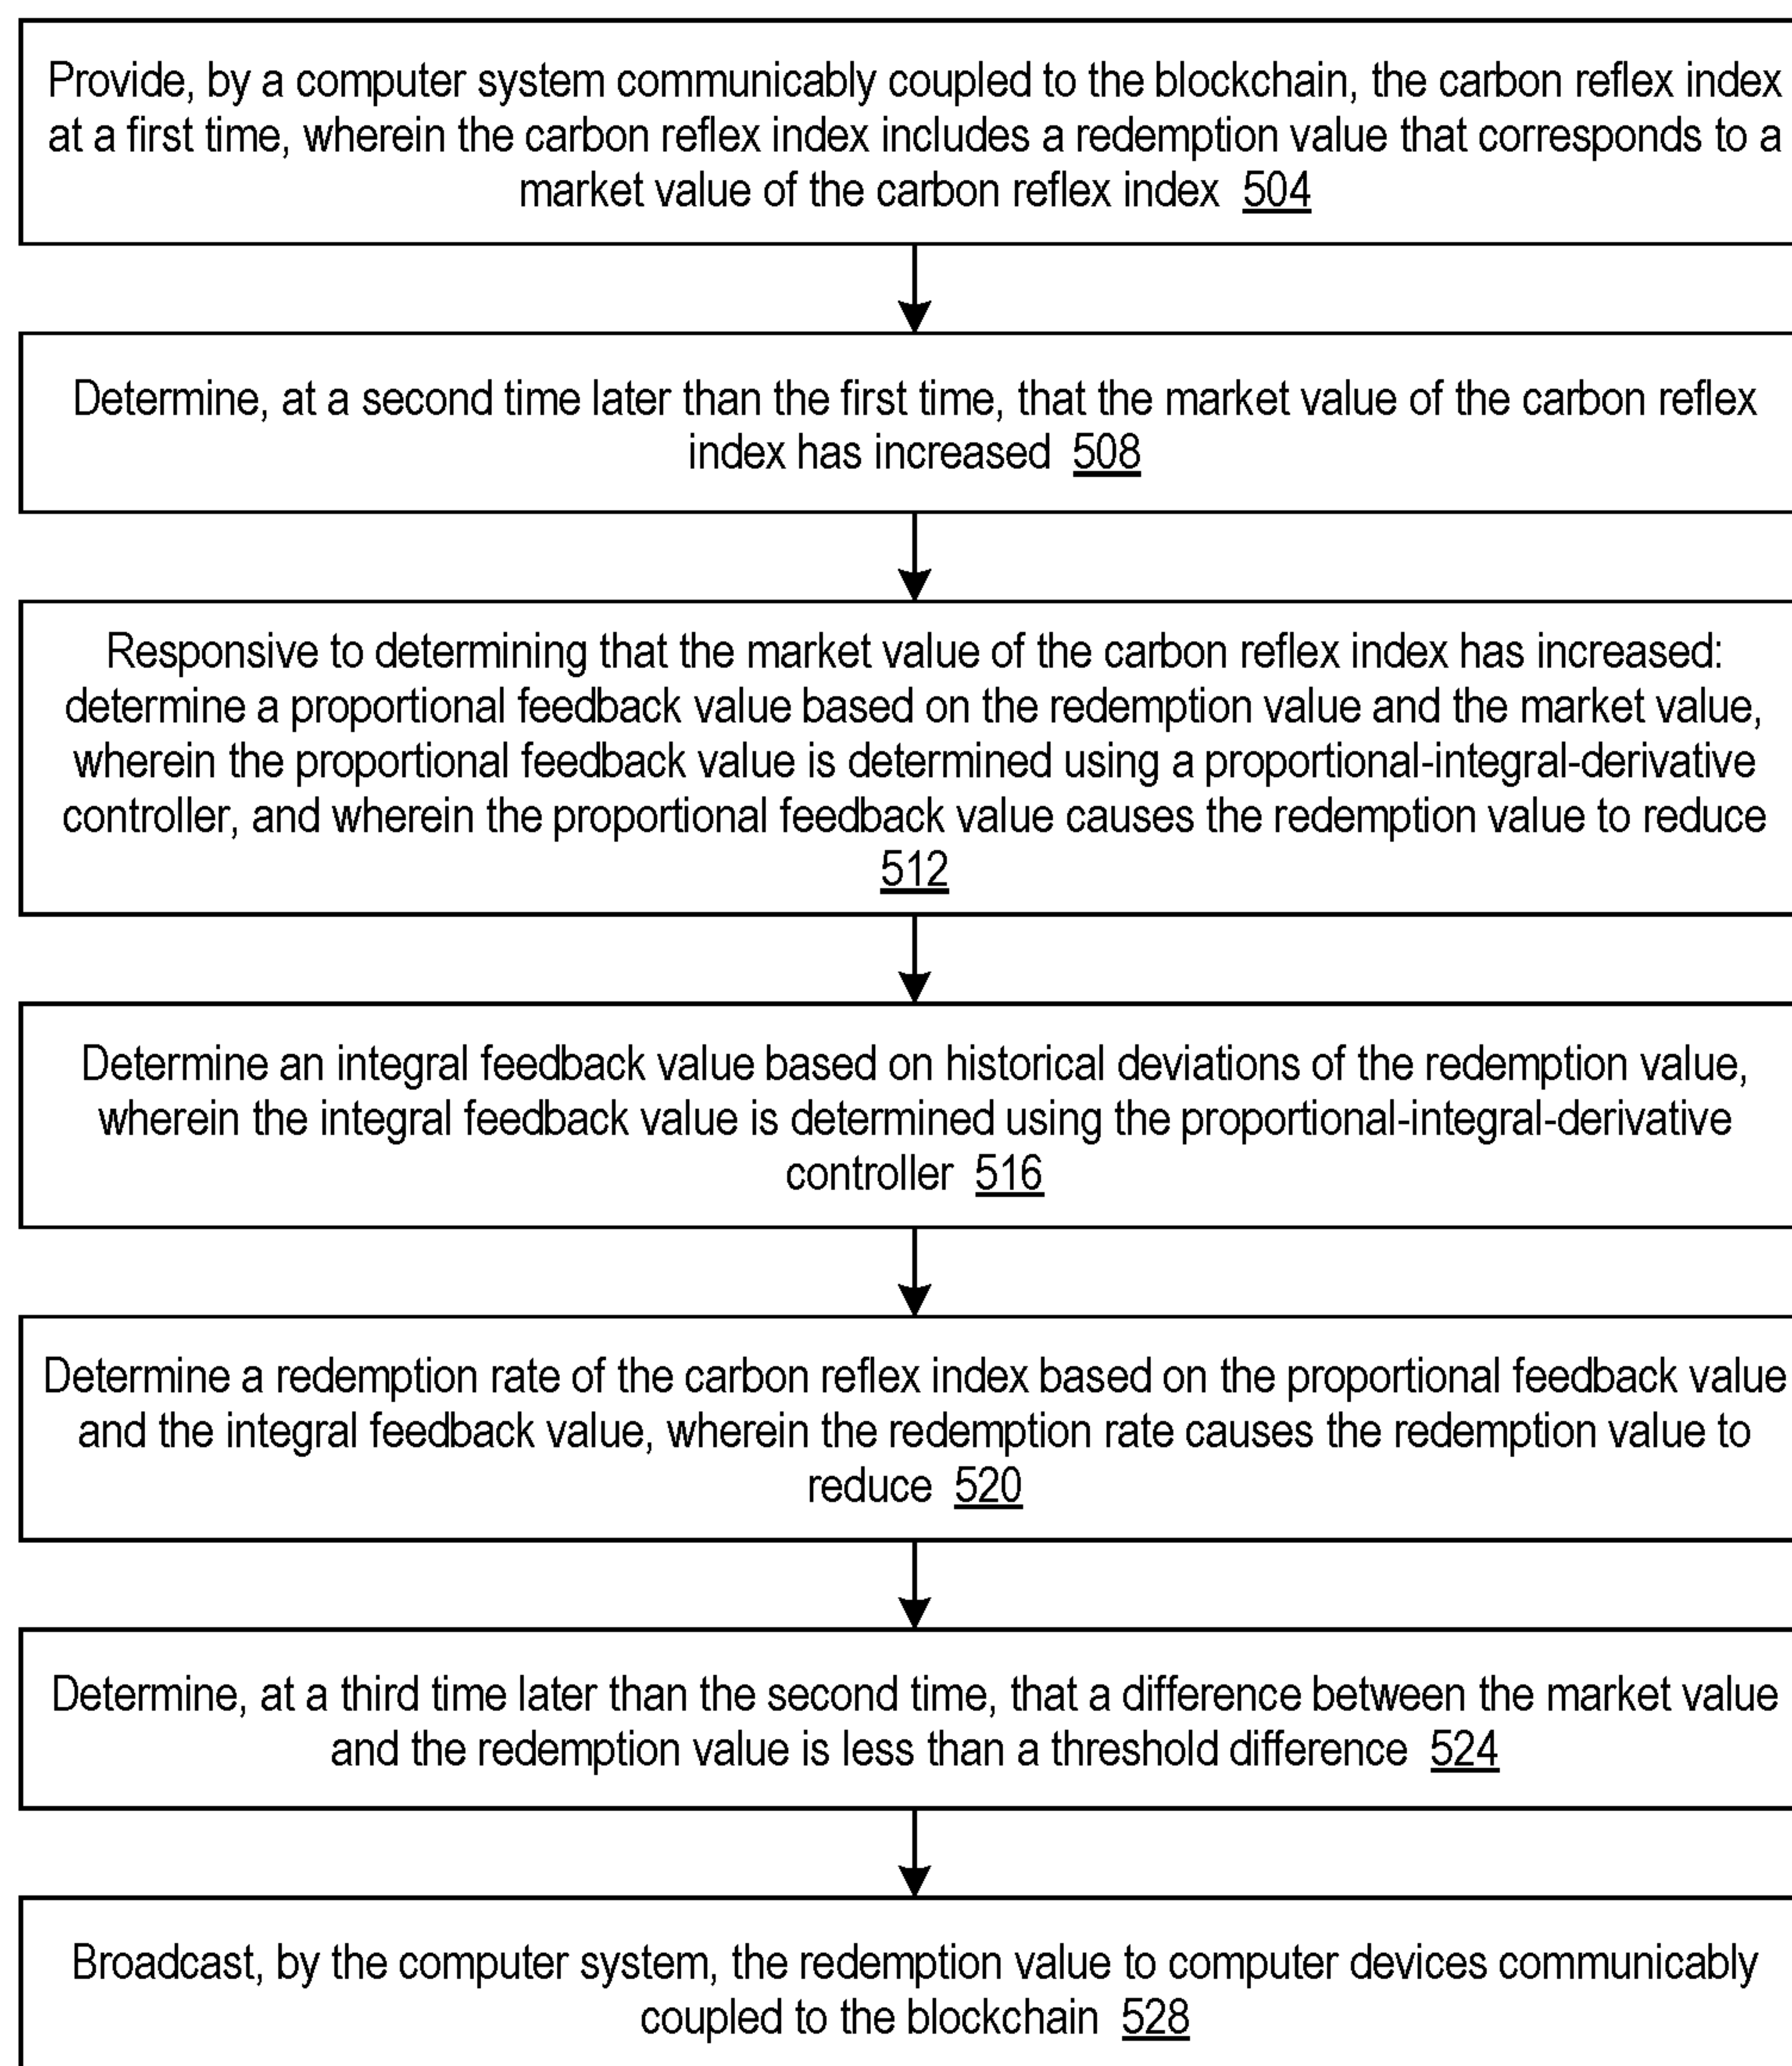 Provide, by a computer system communicably coupled to the blockchain, the carbon reflex index
at a first time, wherein the carbon reflex index includes a redemption value that corresponds to a
market value of the carbon reflex index 504
Determine, at a second time later than the first time, that the market value of the carbon reflex
index has increased 508
Responsive to determining that the market value of the carbon reflex index has increased:
determine a proportional feedback value based on the redemption value and the market value,
wherein the proportional feedback value is determined using a proportional-integral-derivative
controller, and wherein the proportional feedback value causes the redemption value to reduce
512
Determine an integral feedback value based on historical deviations of the redemption value,
wherein the integral feedback value is determined using the proportional-integral-derivative
controller 516
Determine a redemption rate of the carbon reflex index based on the proportional feedback value
and the integral feedback value, wherein the redemption rate causes the redemption value to
reduce 520
Determine, at a third time later than the second time, that a difference between the market value
and the redemption value is less than a threshold difference 524
Broadcast, by the computer system, the redemption value to computer devices communicably
coupled to the blockchain 528